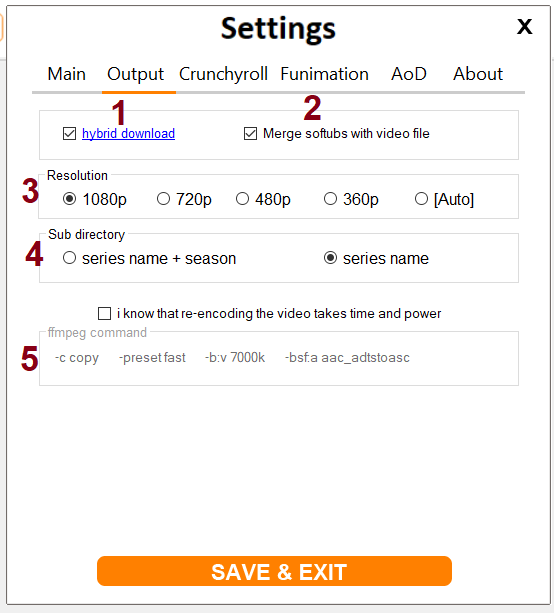 Settings
X
Main Output Crunchyroll Funimation AoD About
1 2
hybrid download Merge softubs with video file
3 Resolution
1080p 720p 480p 360p [Auto]
4 Sub directory
series name + season series name
i know that re-encoding the video takes time and power
ffmpeg command
5 -c copy -preset fast -b:v 7000k -bsf:a aac_adtstoasc
SAVE & EXIT